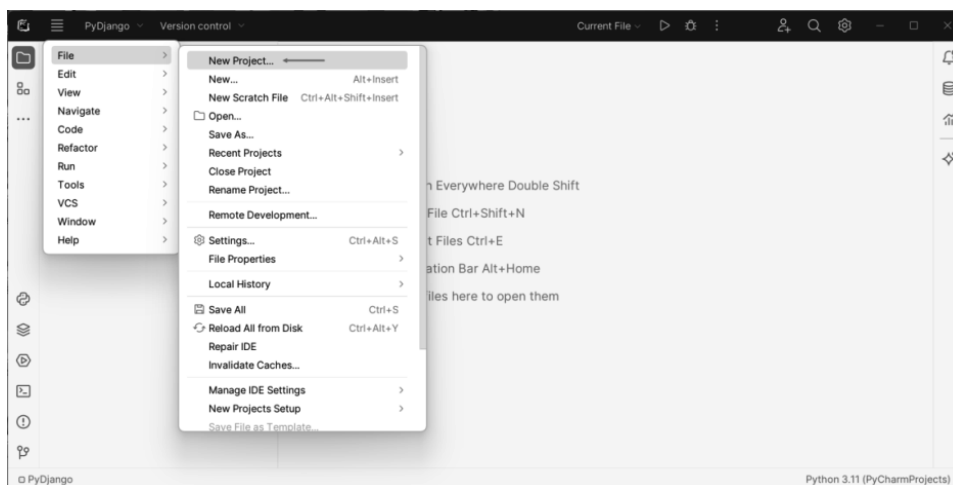 PyDjango Version control Current File
File
Edit
View
Navigate
Code
Refactor
Run
Tools
VCS
Window
Help
New Project...
New... Alt+Insert
New Scratch File Ctrl+Alt+Shift+Insert
Open...
Save As...
Recent Projects
Close Project
Rename Project...
Remote Development...
Settings... Ctrl+Alt+S
File Properties
Local History
Save All Ctrl+S
Reload All from Disk Ctrl+Alt+Y
Repair IDE
Invalidate Caches...
Manage IDE Settings
New Projects Setup
Save File as Template...
Everywhere Double Shift
File Ctrl+Shift+N
Files Ctrl+E
Bar Alt+Home
here to open them
PyDjango Python 3.11 (PyCharmProjects)